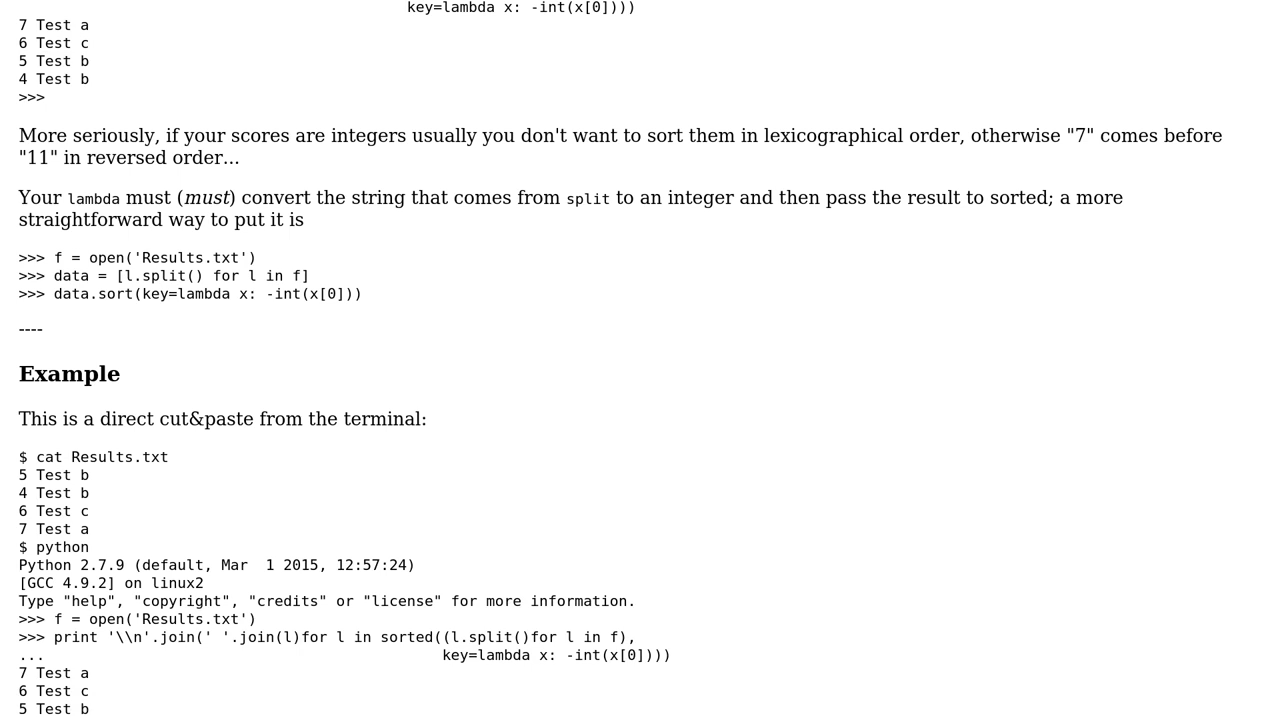 key=lambda x: -int(x[0])))
7 Test a
6 Test c
5 Test b
4 Test b
>>>
More seriously, if your scores are integers usually you don't want to sort them in lexicographical order, otherwise "7" comes before
"11" in reversed order...
Your lambda must (must) convert the string that comes from split to an integer and then pass the result to sorted; a more
straightforward way to put it is
>>> f = open('Results.txt')
>>> data = [l.split() for l in f]
>>> data.sort(key=lambda x: -int(x[0]))
----
Example
This is a direct cut&paste from the terminal:
$ cat Results.txt
5 Test b
4 Test b
6 Test c
7 Test a
$ python
Python 2.7.9 (default, Mar  1 2015, 12:57:24)
[GCC 4.9.2] on linux2
Type "help", "copyright", "credits" or "license" for more information.
>>> f = open('Results.txt')
>>> print '\\n'.join(' '.join(l)for l in sorted((l.split()for l in f),
...                                             key=lambda x: -int(x[0])))
7 Test a
6 Test c
5 Test b